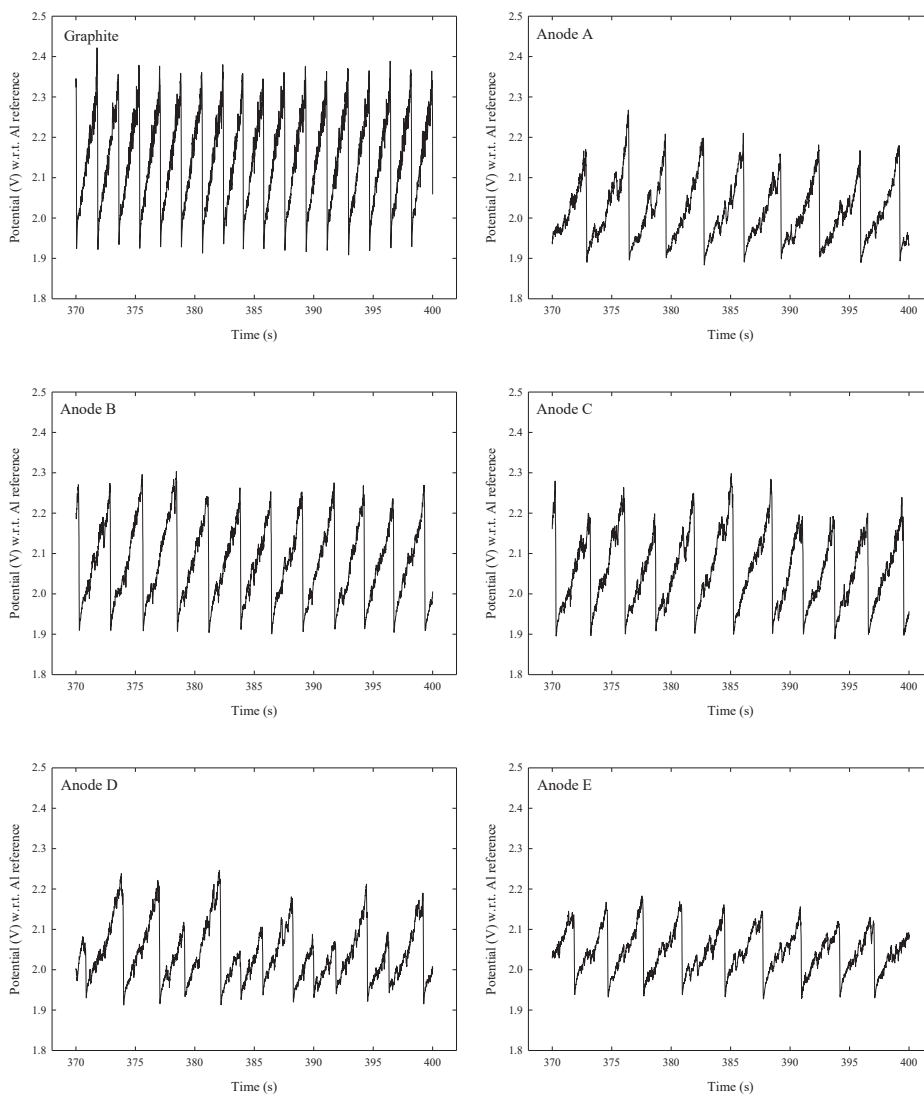 Graphite
Potential (V) w.r.t. Al reference
2.5
2.4
2.3
2.2
2.1
2.0
1.9
1.8
370 375 380 385 390 395 400
Time (s)
Anode A
Potential (V) w.r.t. Al reference
2.5
2.4
2.3
2.2
2.1
2.0
1.9
1.8
370 375 380 385 390 395 400
Time (s)
Anode B
Potential (V) w.r.t. Al reference
2.5
2.4
2.3
2.2
2.1
2.0
1.9
1.8
370 375 380 385 390 395 400
Time (s)
Anode C
Potential (V) w.r.t. Al reference
2.5
2.4
2.3
2.2
2.1
2.0
1.9
1.8
370 375 380 385 390 395 400
Time (s)
Anode D
Potential (V) w.r.t. Al reference
2.5
2.4
2.3
2.2
2.1
2.0
1.9
1.8
370 375 380 385 390 395 400
Time (s)
Anode E
Potential (V) w.r.t. Al reference
2.5
2.4
2.3
2.2
2.1
2.0
1.9
1.8
370 375 380 385 390 395 400
Time (s)